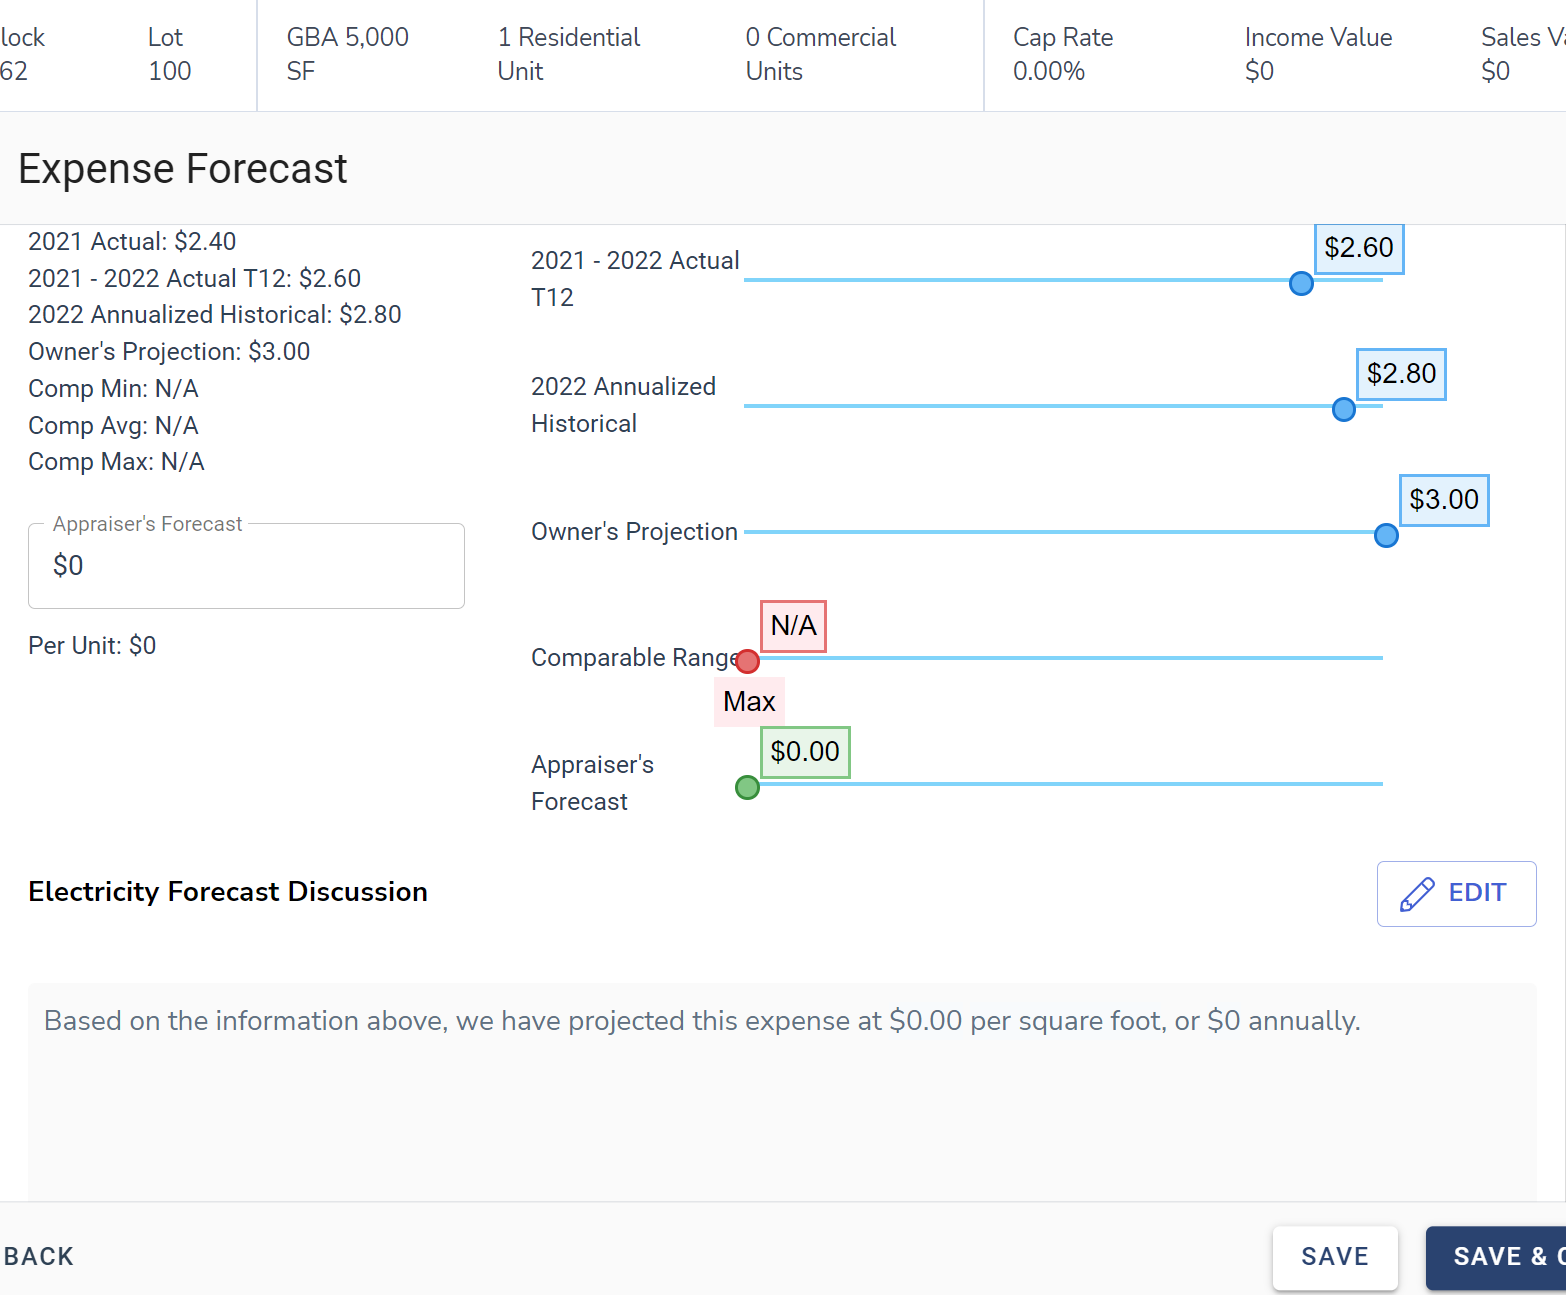 lock
62
Lot
100
GBA 5,000
SF
1 Residential
Unit
0 Commercial
Units
Cap Rate
0.00%
Income Value
$0
Sales Va
$0
Expense Forecast
2021 Actual: $2.40
2021 - 2022 Actual T12: $2.60
2022 Annualized Historical: $2.80
Owner's Projection: $3.00
Comp Min: N/A
Comp Avg: N/A
Comp Max: N/A
Appraiser's Forecast
$0
Per Unit: $0
2021 - 2022 Actual
T12
$2.60
2022 Annualized
Historical
$2.80
Owner's Projection
$3.00
Comparable Range
N/A
Max
Appraiser's
Forecast
$0.00
Electricity Forecast Discussion
EDIT
Based on the information above, we have projected this expense at $0.00 per square foot, or $0 annually.
BACK
SAVE
SAVE & C